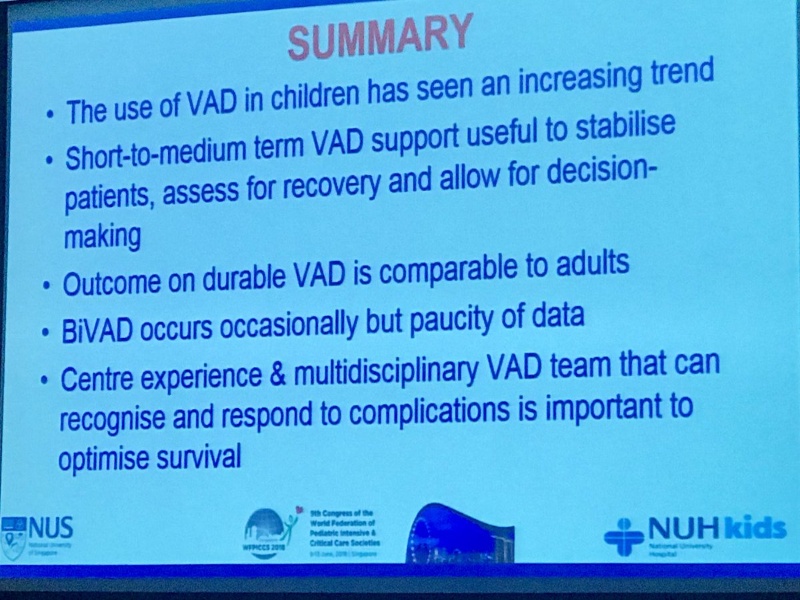 SUMMARY
• The use of VAD in children has seen an increasing trend
• Short-to-medium term VAD support useful to stabilise
patients, assess for recovery and allow for decision-
making
• Outcome on durable VAD is comparable to adults
• BiVAD occurs occasionally but paucity of data
• Centre experience & multidisciplinary VAD team that can
recognise and respond to complications is important to
optimise survival
NUS
National University
of Singapore
WFPICCS 2018
9th Congress of the
World Federation of
Pediatric Intensive &
Critical Care Societies
9-13 June, 2018 | Singapore
NUHkids
National University
Hospital